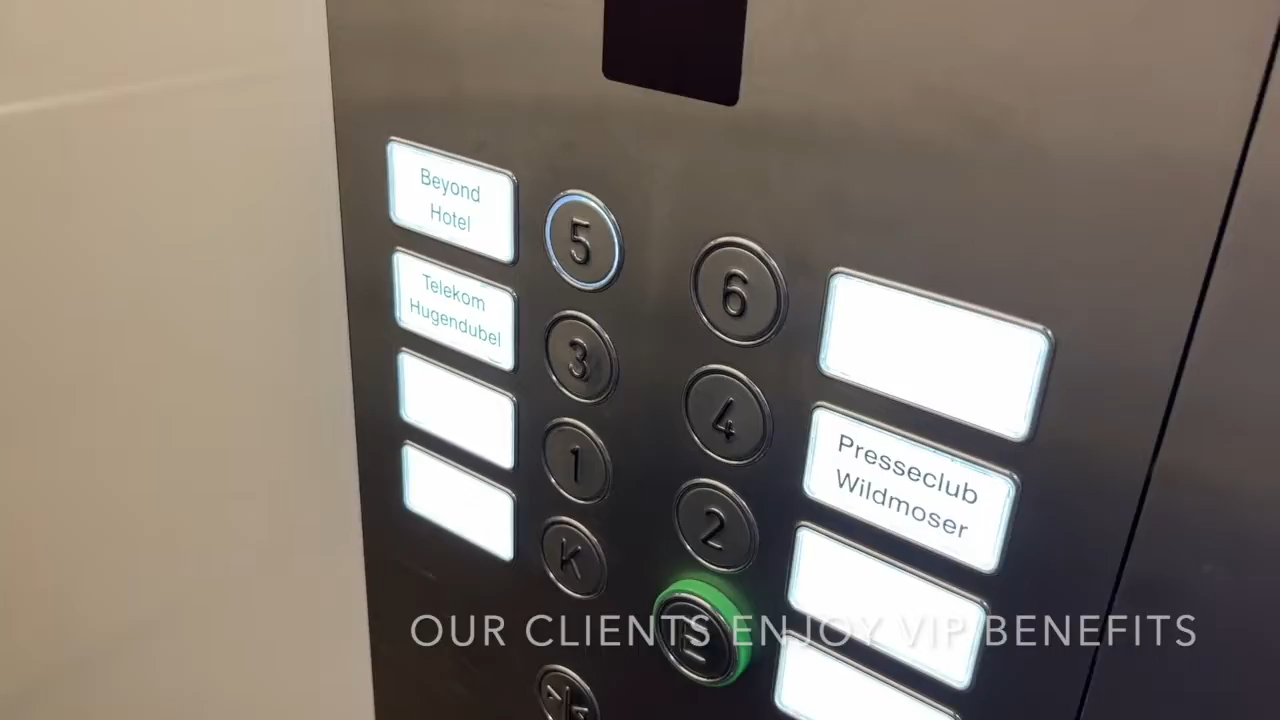 Beyond
Hotel
5
6
Telekom
Hugendubel
3
4
Presseclub
Wildmoser
1
2
K
E
OUR CLIENTS ENJOY VIP BENEFITS